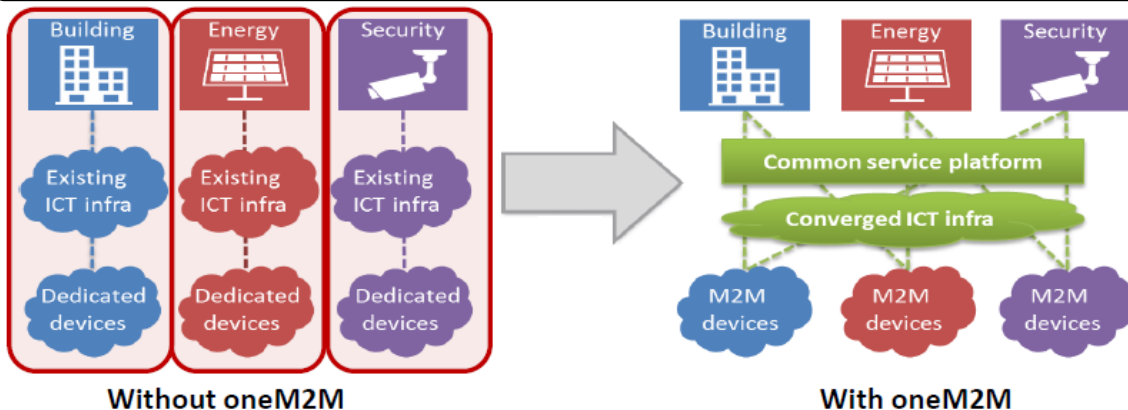 Building
Energy
Security
Existing
ICT infra
Existing
ICT infra
Existing
ICT infra
Dedicated
devices
Dedicated
devices
Dedicated
devices
Without oneM2M
Building
Energy
Security
Common service platform
Converged ICT infra
M2M
devices
M2M
devices
M2M
devices
With oneM2M